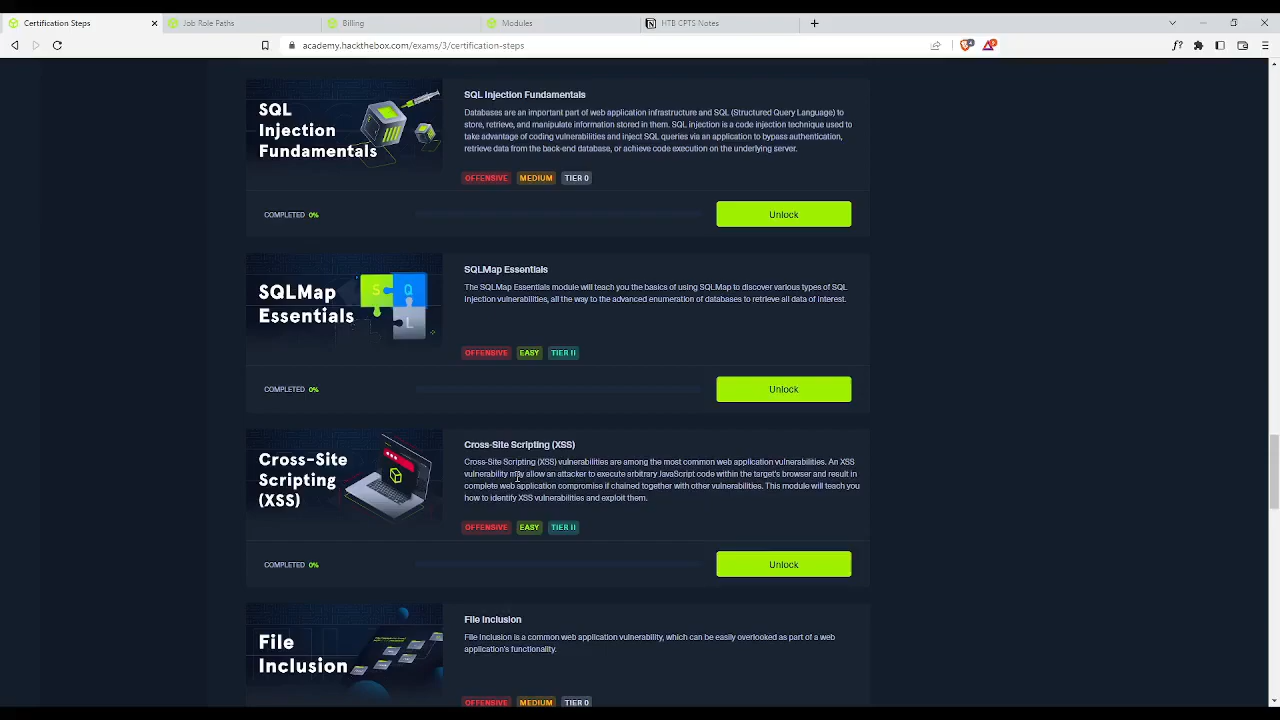 Certification Steps
Job Role Paths
Billing
Modules
HTB CPTS Notes
academy.hackthebox.com/exams/3/certification-steps
SQL
Injection
Fundamentals
SQL Injection Fundamentals
Databases are an important part of web application infrastructure and SQL (Structured Query Language) to
store, retrieve, and manipulate information stored in them. SQL injection is a code injection technique used to
take advantage of coding vulnerabilities and inject SQL queries via an application to bypass authentication,
retrieve data from the back-end database, or achieve code execution on the underlying server.
OFFENSIVE MEDIUM TIER 0
COMPLETED 0%
Unlock
SQLMap
Essentials
S Q
L
SQLMap Essentials
The SQLMap Essentials module will teach you the basics of using SQLMap to discover various types of SQL
Injection vulnerabilities, all the way to the advanced enumeration of databases to retrieve all data of interest.
OFFENSIVE EASY TIER II
COMPLETED 0%
Unlock
Cross-Site
Scripting
(XSS)
Cross-Site Scripting (XSS)
Cross-Site Scripting (XSS) vulnerabilities are among the most common web application vulnerabilities. An XSS
vulnerability may allow an attacker to execute arbitrary JavaScript code within the target's browser and result in
complete web application compromise if chained together with other vulnerabilities. This module will teach you
how to identify XSS vulnerabilities and exploit them.
OFFENSIVE EASY TIER II
COMPLETED 0%
Unlock
File
Inclusion
File Inclusion
File Inclusion is a common web application vulnerability, which can be easily overlooked as part of a web
application's functionality.
OFFENSIVE MEDIUM TIER 0